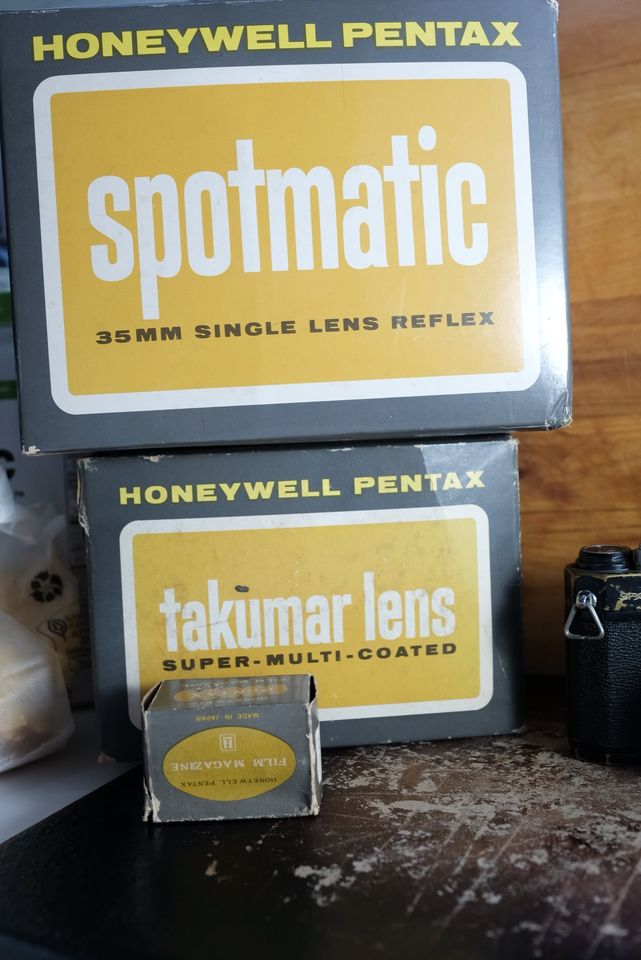 HONEYWELL PENTAX
spotmatic
35MM SINGLE LENS REFLEX
HONEYWELL PENTAX
takumar lens
SUPER-MULTI-COATED
MADE IN JAPAN
H
FILM MAGAZINE
HONEYWELL PENTAX